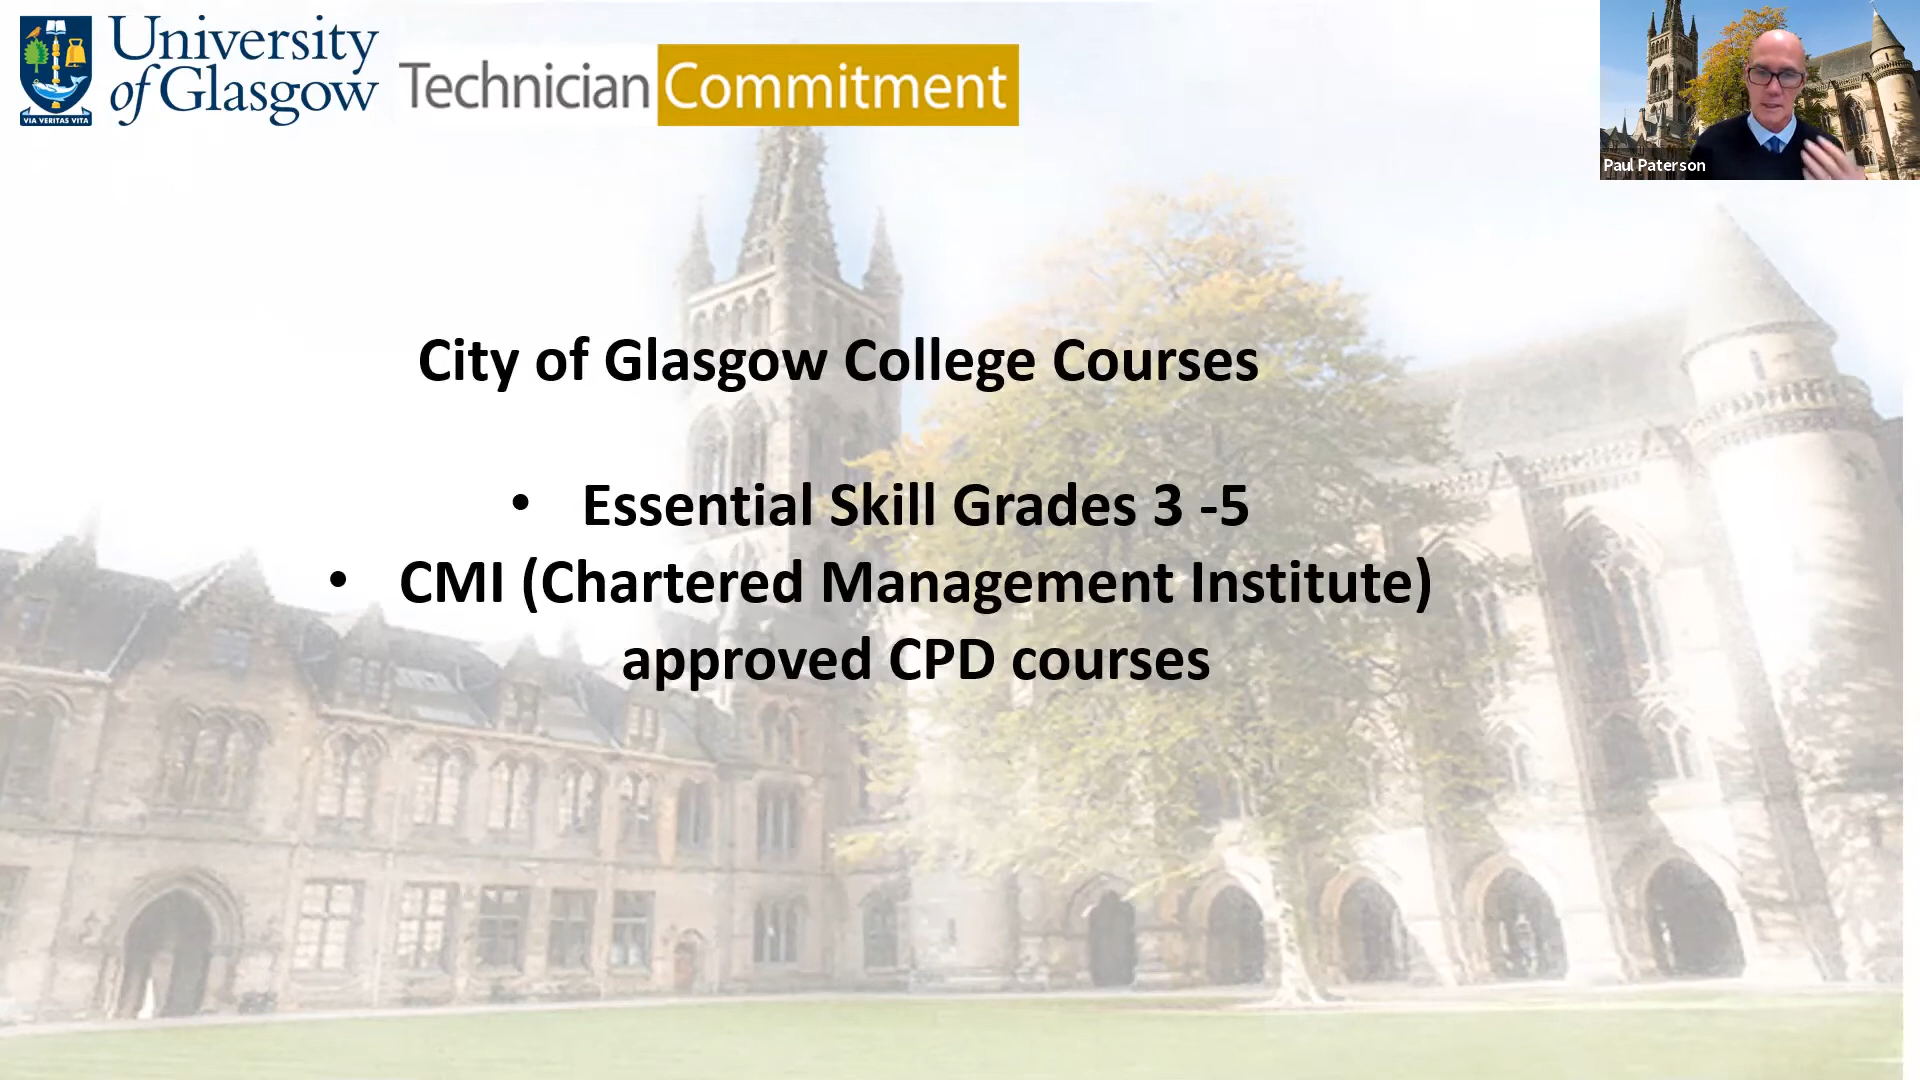 University
of Glasgow
VIA VERITAS VITA
Technician Commitment
Paul Paterson
City of Glasgow College Courses
• Essential Skill Grades 3 -5
• CMI (Chartered Management Institute)
approved CPD courses